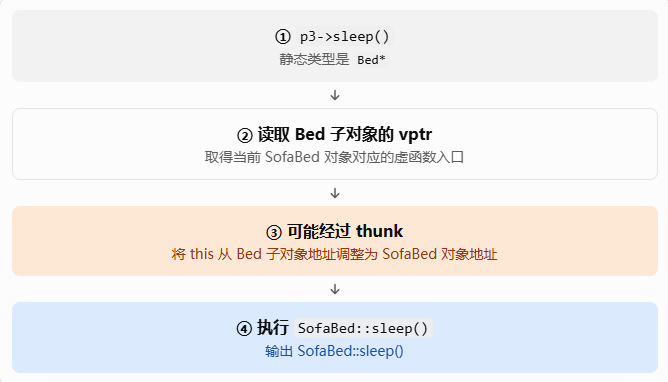 ① p3->sleep()
静态类型是 Bed*
↓
② 读取 Bed 子对象的 vptr
取得当前 SofaBed 对象对应的虚函数入口
↓
③ 可能经过 thunk
将 this 从 Bed 子对象地址调整为 SofaBed 对象地址
↓
④ 执行 SofaBed::sleep()
输出 SofaBed::sleep()